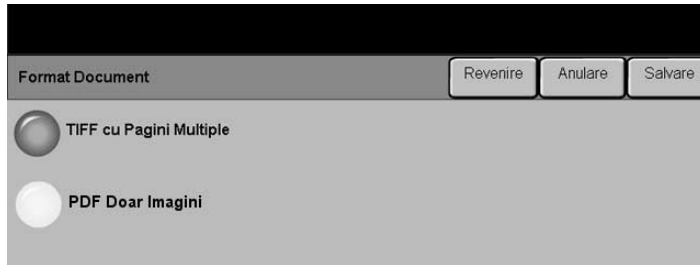 Format Document Revenire Anulare Salvare
TIFF cu Pagini Multiple
PDF Doar Imagini